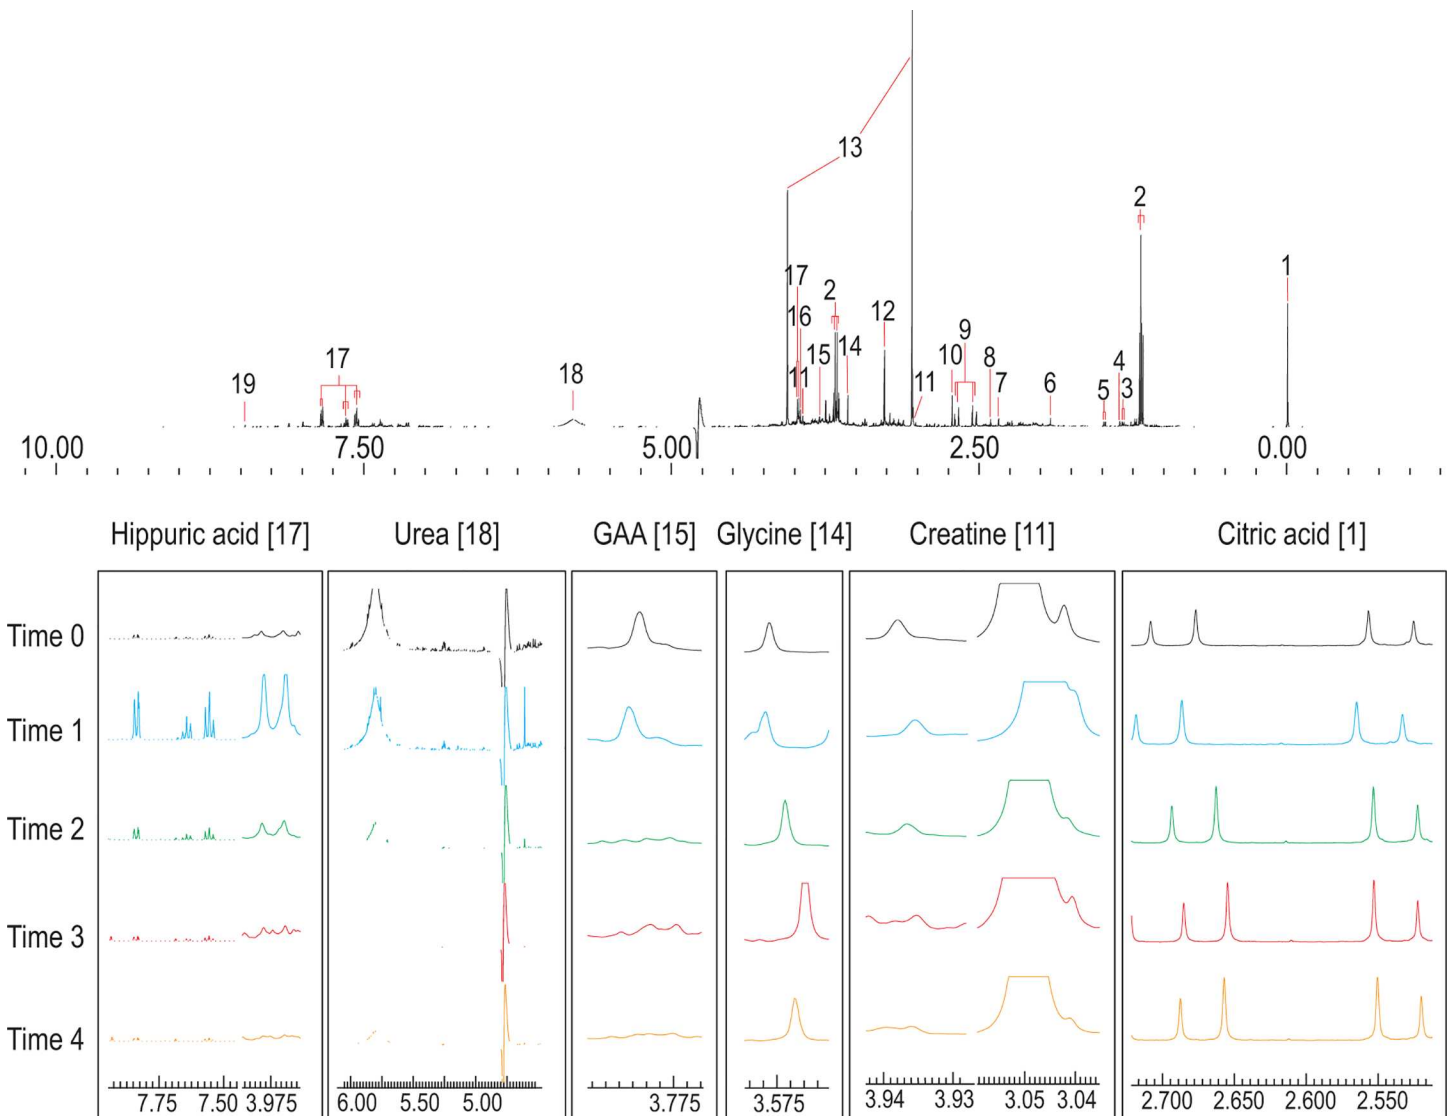 13
2
1
17
2
16
12
14
15
11
10
9
8
7
11
6
5
4
3
19
17
18
10.00 7.50 5.00 2.50 0.00
Hippuric acid [17] Urea [18] GAA [15] Glycine [14] Creatine [11] Citric acid [1]
Time 0
Time 1
Time 2
Time 3
Time 4
7.75 7.50 3.975 6.00 5.50 5.00 3.775 3.575 3.94 3.93 3.05 3.04 2.700 2.650 2.600 2.550